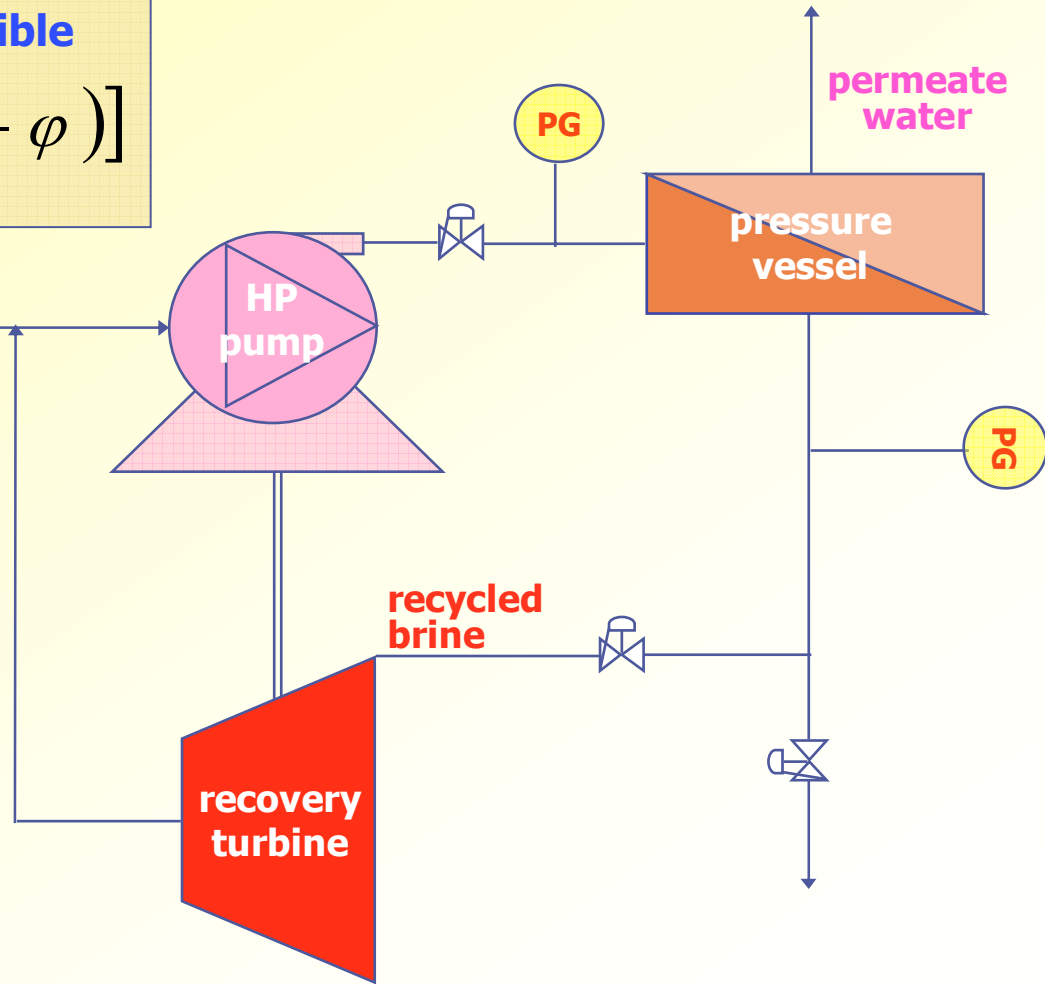 ible
- φ )]
permeate
water
PG
pressure
vessel
HP
pump
PG
recycled
brine
recovery
turbine